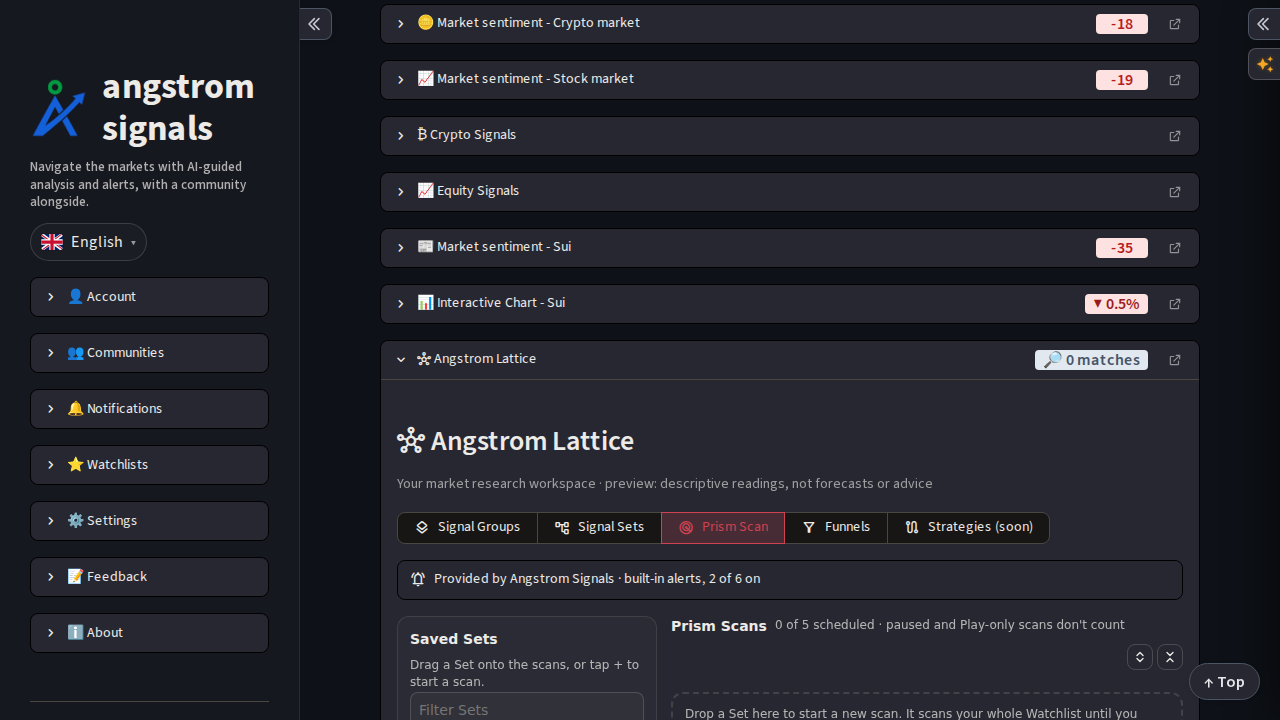 angstrom
signals
Navigate the markets with AI-guided
analysis and alerts, with a community
alongside.
English
Account
Communities
Notifications
Watchlists
Settings
Feedback
About
Market sentiment - Crypto market
-18
Market sentiment - Stock market
-19
Crypto Signals
Equity Signals
Market sentiment - Sui
-35
Interactive Chart - Sui
▼ 0.5%
Angstrom Lattice
0 matches
Angstrom Lattice
Your market research workspace · preview: descriptive readings, not forecasts or advice
Signal Groups
Signal Sets
Prism Scan
Funnels
Strategies (soon)
Provided by Angstrom Signals · built-in alerts, 2 of 6 on
Saved Sets
Drag a Set onto the scans, or tap + to
start a scan.
Filter Sets
Prism Scans 0 of 5 scheduled · paused and Play-only scans don't count
Drop a Set here to start a new scan. It scans your whole Watchlist until you
↑ Top